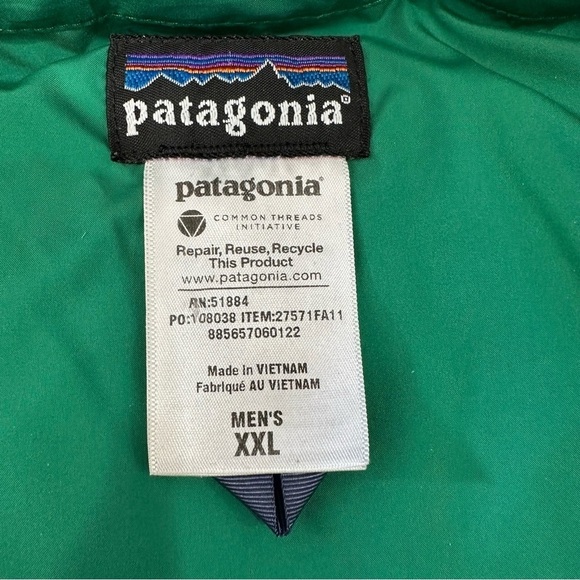 patagonia
patagonia
COMMON THREADS
INITIATIVE
Repair, Reuse, Recycle
This Product
www.patagonia.com
RN:51884
PO:108038 ITEM:27571FA11
885657060122
Made in VIETNAM
Fabriqué AU VIETNAM
MEN'S
XXL